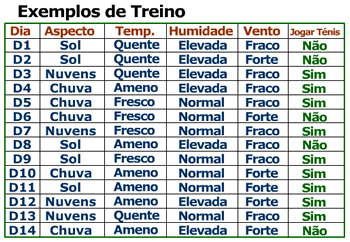 Exemplos de Treino
Dia Aspecto Temp. Humidade Vento Jogar Ténis
D1 Sol Quente Elevada Fraco Não
D2 Sol Quente Elevada Forte Não
D3 Nuvens Quente Elevada Fraco Sim
D4 Chuva Ameno Elevada Fraco Sim
D5 Chuva Fresco Normal Fraco Sim
D6 Chuva Fresco Normal Forte Não
D7 Nuvens Fresco Normal Fraco Sim
D8 Sol Ameno Elevada Fraco Não
D9 Sol Fresco Normal Fraco Sim
D10 Chuva Ameno Normal Forte Sim
D11 Sol Ameno Normal Forte Sim
D12 Nuvens Ameno Elevada Forte Sim
D13 Nuvens Quente Normal Fraco Sim
D14 Chuva Ameno Elevada Forte Não